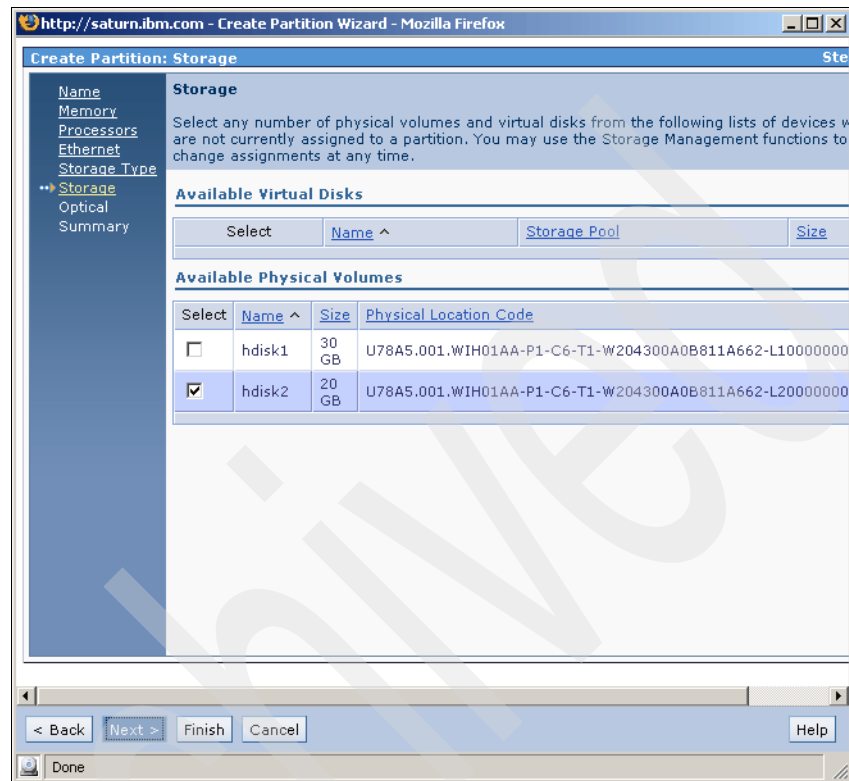 http://saturn.ibm.com - Create Partition Wizard - Mozilla Firefox
Create Partition: Storage Ste
Name
Memory
Processors
Ethernet
Storage Type
Storage
Optical
Summary
Storage
Select any number of physical volumes and virtual disks from the following lists of devices w
are not currently assigned to a partition. You may use the Storage Management functions to
change assignments at any time.
Available Virtual Disks
Select Name ^ Storage Pool Size
Available Physical Volumes
Select Name ^ Size Physical Location Code
hdisk1 30 GB U78A5.001.WIH01AA-P1-C6-T1-W204300A0B811A662-L10000000
hdisk2 20 GB U78A5.001.WIH01AA-P1-C6-T1-W204300A0B811A662-L20000000
< Back Next > Finish Cancel Help
Done